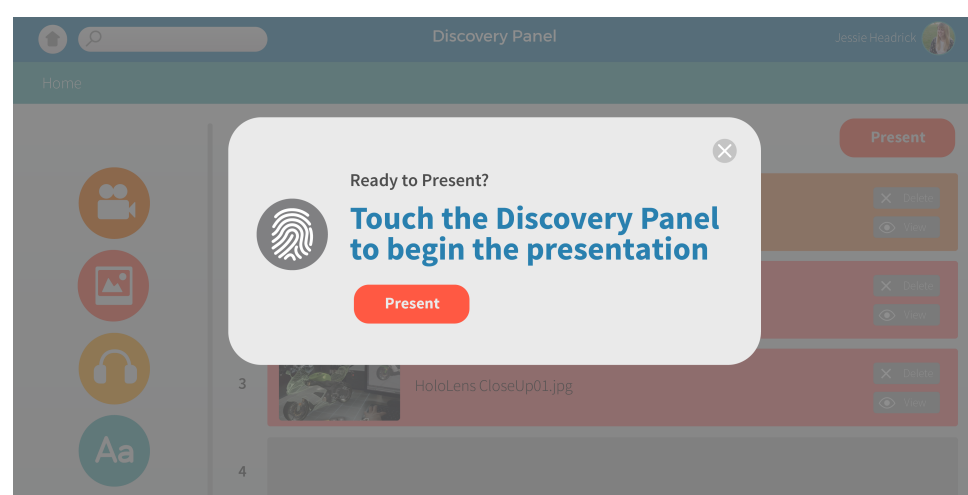 Discovery Panel
Jessie Headrick
Home
Present
Ready to Present?
Touch the Discovery Panel
to begin the presentation
Present
Delete
View
Delete
View
3
HoloLens CloseUp01.jpg
Delete
View
Aa
4